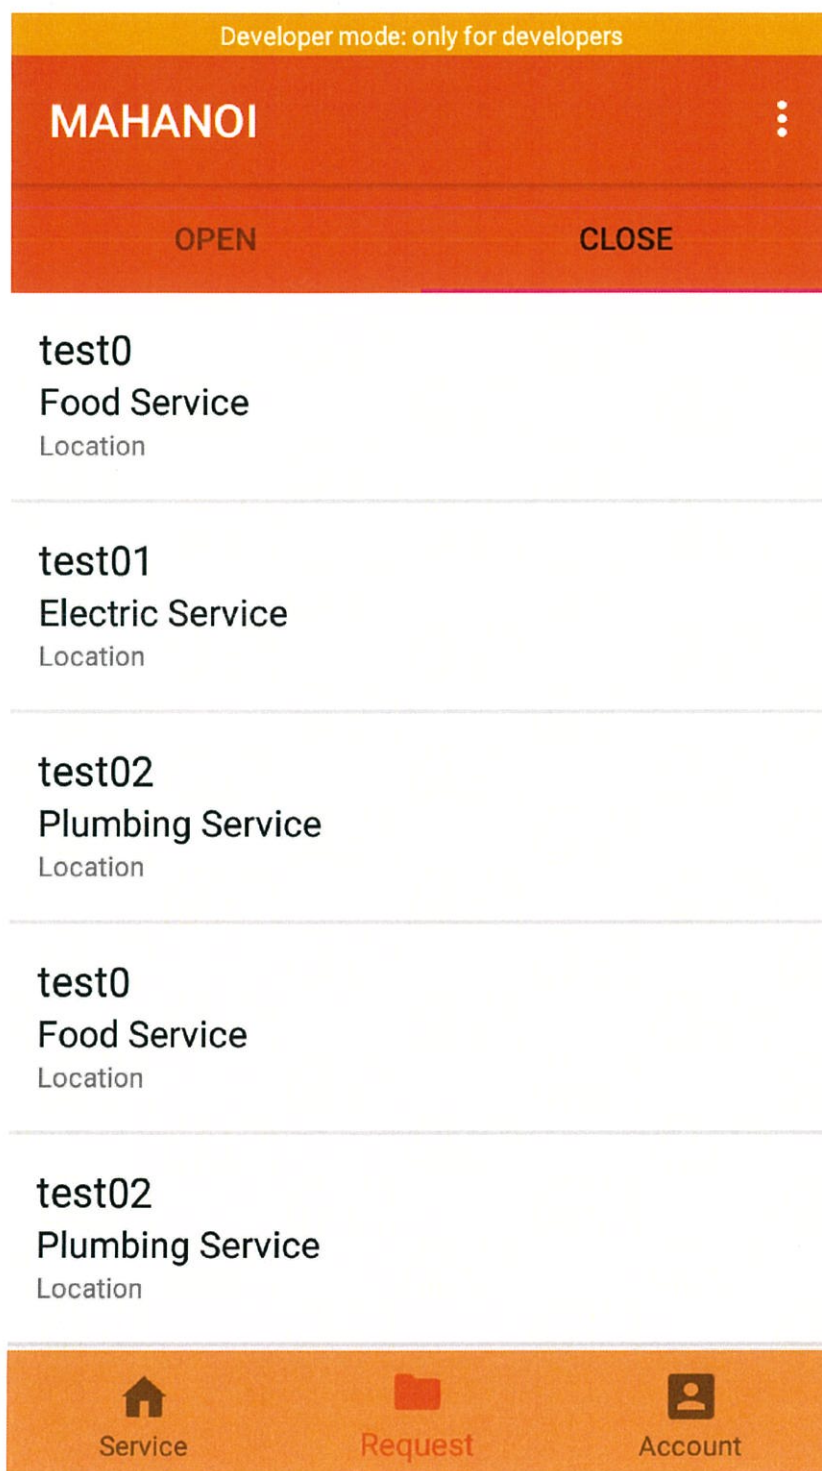 Developer mode: only for developers
MAHANOI
OPEN CLOSE
test0
Food Service
Location
test01
Electric Service
Location
test02
Plumbing Service
Location
test0
Food Service
Location
test02
Plumbing Service
Location
Service Request Account